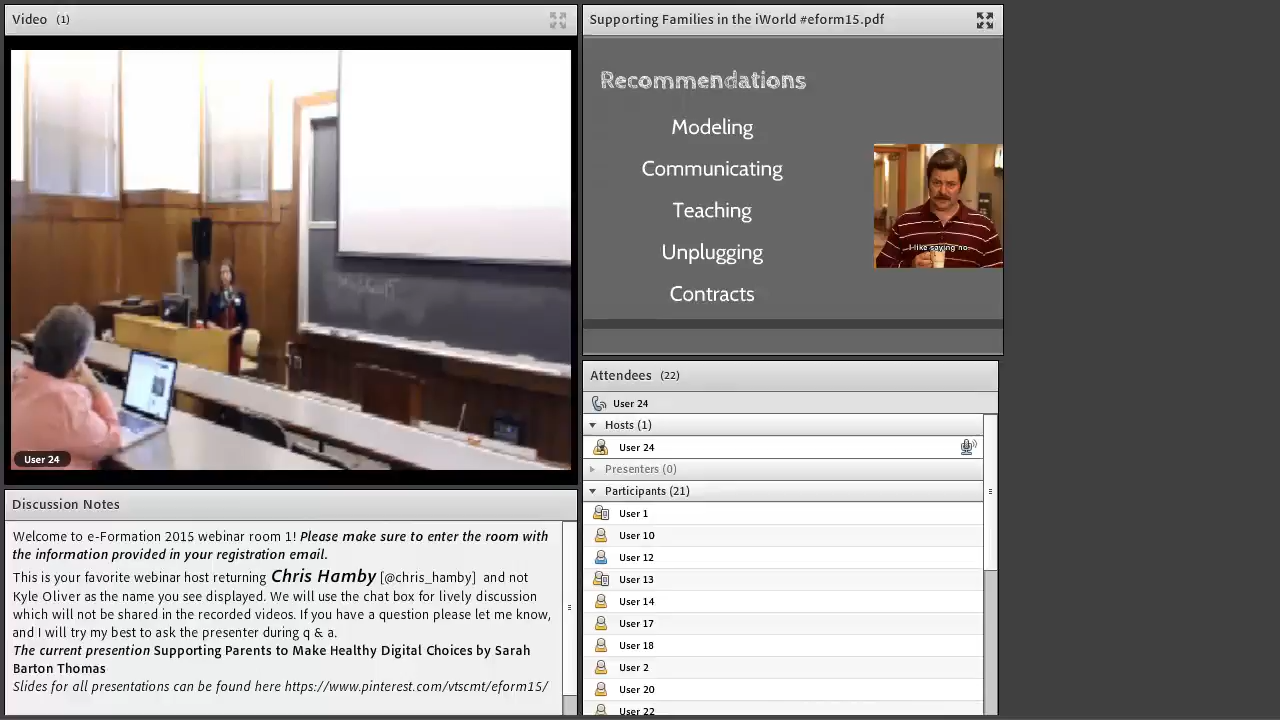 Video (1)
User 24
Discussion Notes
Welcome to e-Formation 2015 webinar room 1! Please make sure to enter the room with
the information provided in your registration email.
This is your favorite webinar host returning Chris Hamby [@chris_hamby] and not
Kyle Oliver as the name you see displayed. We will use the chat box for lively discussion
which will not be shared in the recorded videos. If you have a question please let me know,
and I will try my best to ask the presenter during q & a.
The current presention Supporting Parents to Make Healthy Digital Choices by Sarah
Barton Thomas
Slides for all presentations can be found here https://www.pinterest.com/vtscmt/eform15/
Supporting Families in the iWorld #eform15.pdf
Recommendations
Modeling
Communicating
Teaching
Unplugging
Contracts
I like saying no.
Attendees (22)
User 24
Hosts (1)
User 24
Presenters (0)
Participants (21)
User 1
User 10
User 12
User 13
User 14
User 17
User 18
User 2
User 20
User 22